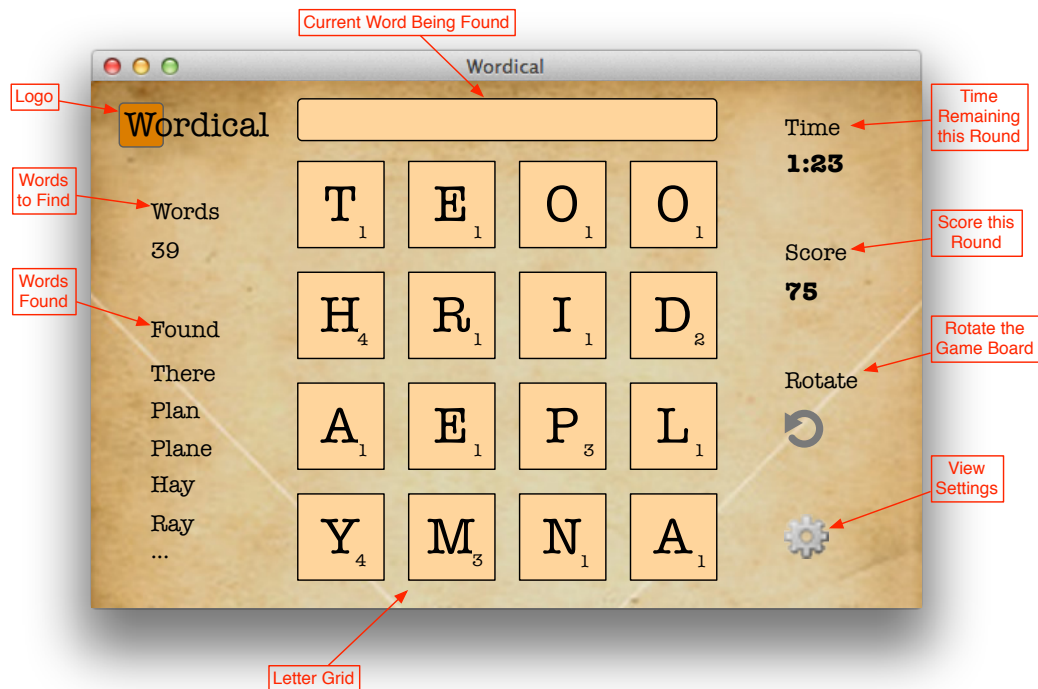 Current Word Being Found
Wordical
Logo
Wordical
Time
Time
Remaining
this Round
1:23
Words
to Find
Words
39
T 1 E 1 O 1 O 1
Score
75
Score this
Round
Words
Found
Found
There
Plan
Plane
Hay
Ray
...
H 4 R 1 I 1 D 2
Rotate
Rotate the
Game Board
A 1 E 1 P 3 L 1
View
Settings
Y 4 M 3 N 1 A 1
Letter Grid